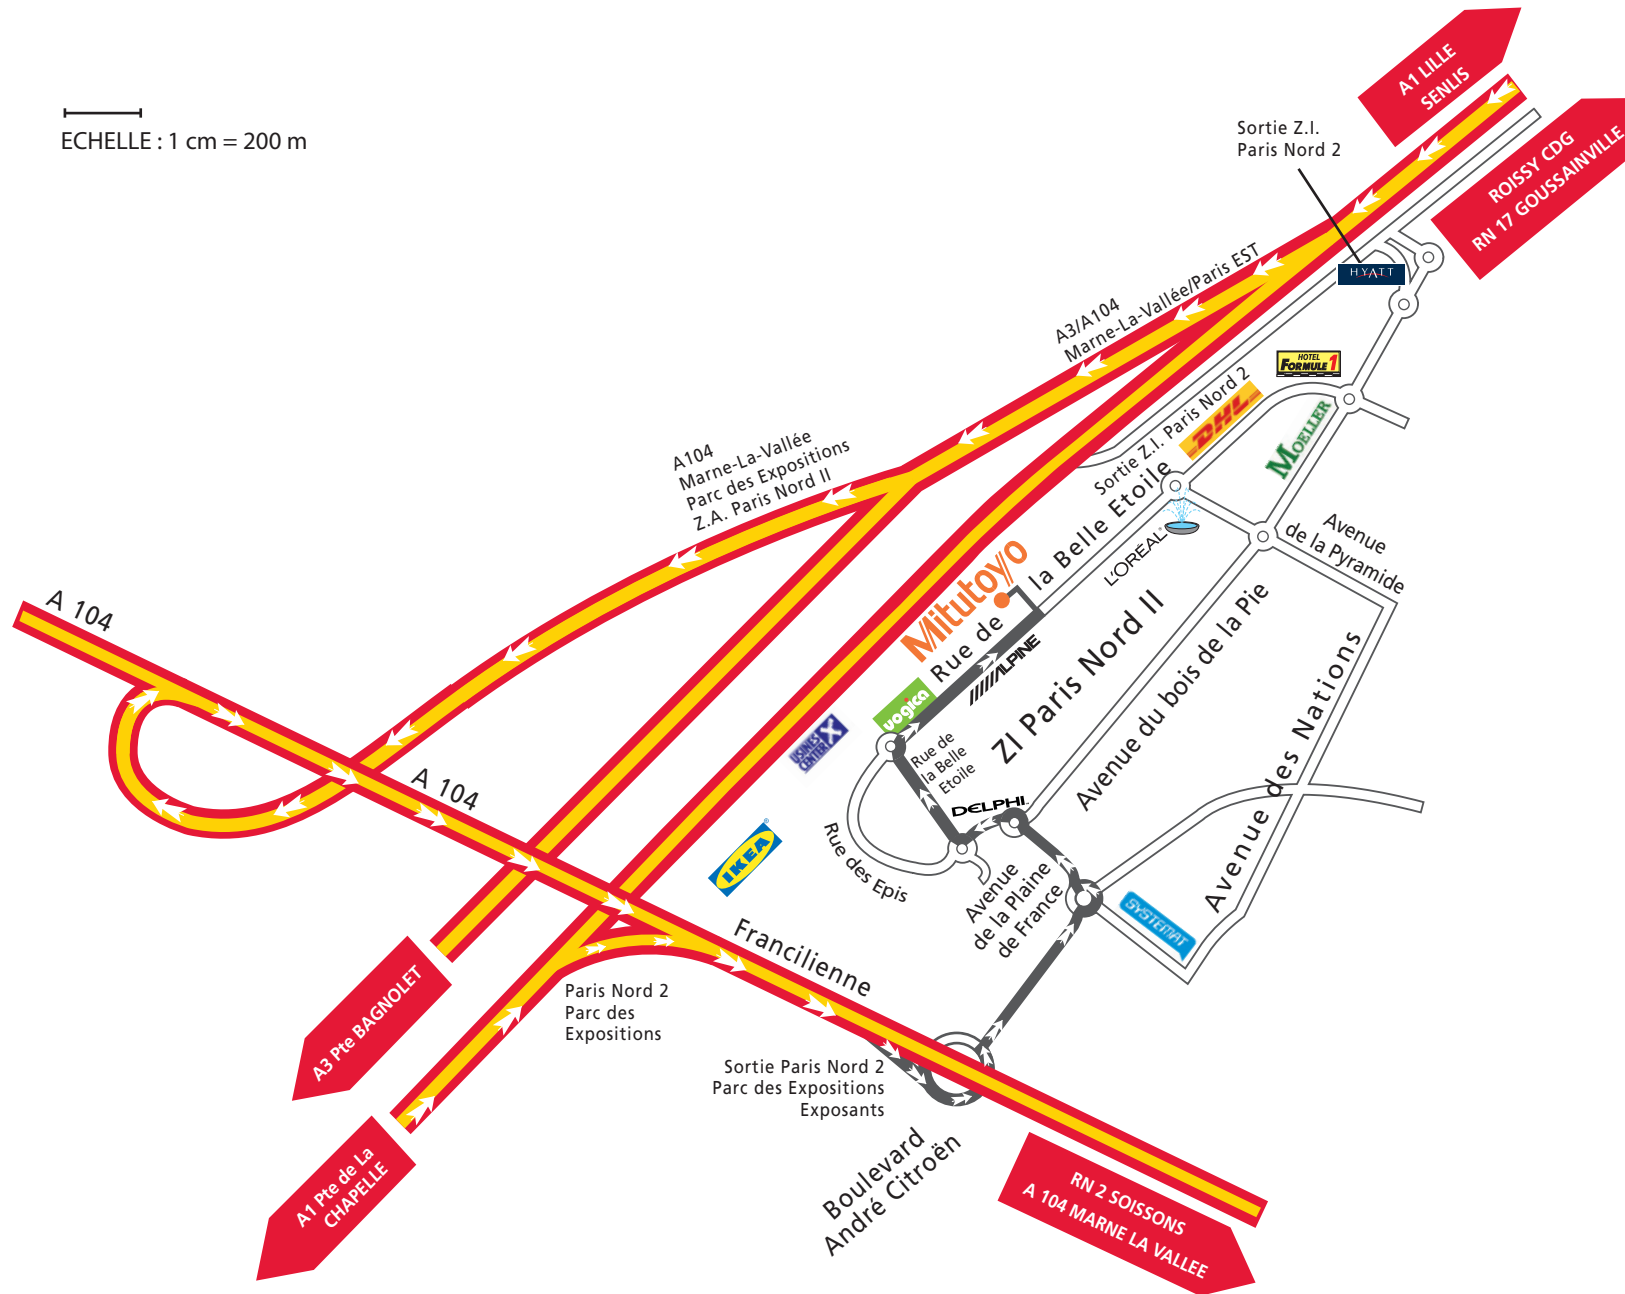 A1 LILLE
SENLIS
ECHELLE : 1 cm = 200 m
Sortie Z.I.
Paris Nord 2
ROISSY CDG
RN 17 GOUSSAINVILLE
HYATT
A3/A104
Marne-La-Vallée/Paris EST
HOTEL
FORMULE 1
Sortie Z.I. Paris Nord 2
DHL
MOELLER
A104
Marne-La-Vallée
Parc des Expositions
Z.A. Paris Nord II
Rue de la Belle Etoile
L'ORÉAL
Avenue
de la Pyramide
Mitutoyo
A 104
ALPINE
ZI Paris Nord II
Avenue du bois de la Pie
Avenue des Nations
vogica
USINES
CENTER
Rue de
la Belle
Etoile
A 104
DELPHI
IKEA
Rue des Epis
Avenue
de la Plaine
de France
SYSTEMAT
Francilienne
A3 Pte BAGNOLET
Paris Nord 2
Parc des
Expositions
Sortie Paris Nord 2
Parc des Expositions
Exposants
Boulevard
André Citroën
A1 Pte de La
CHAPELLE
RN 2 SOISSONS
A 104 MARNE LA VALLEE